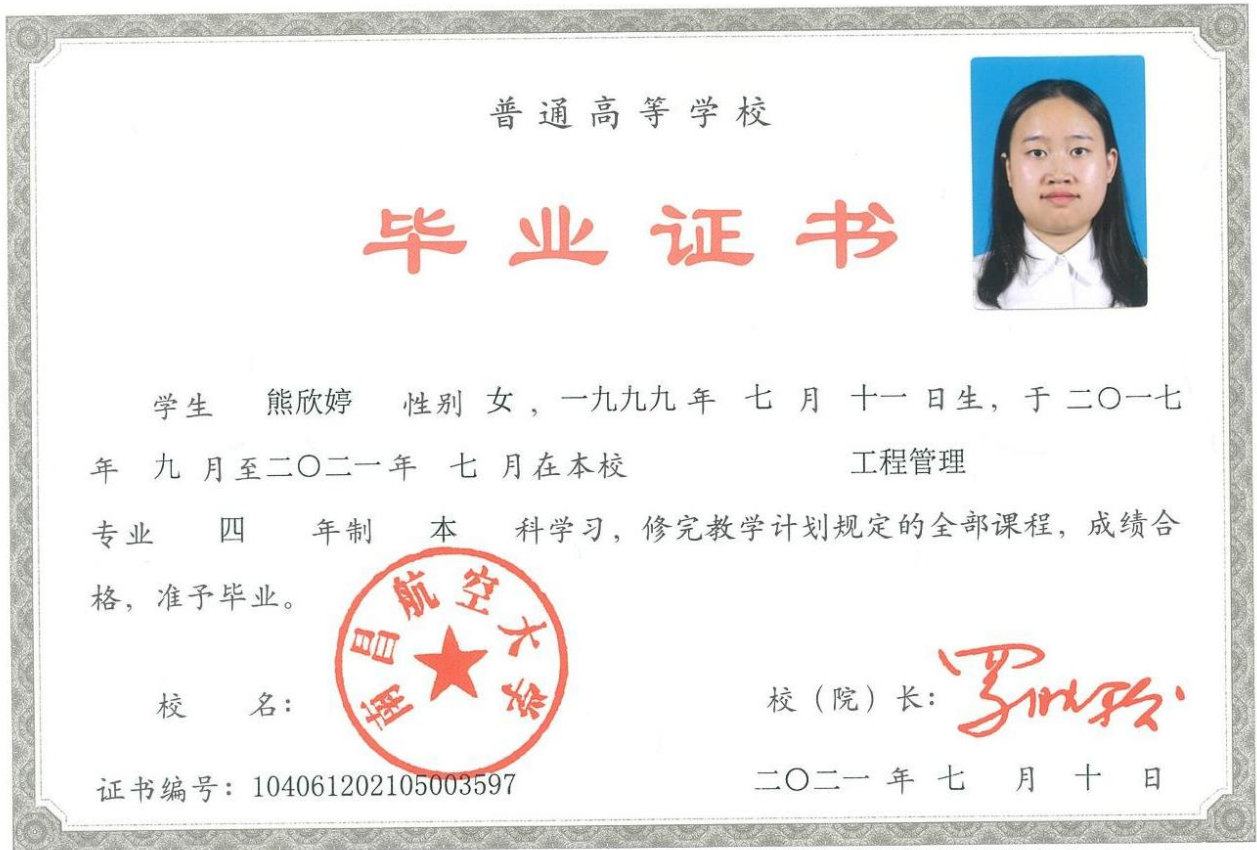 普通高等学校
毕业证书
学生 熊欣婷 性别 女，一九九九年 七 月 十一 日生，于二〇一七
年 九 月至二〇二一年 七 月在本校 工程管理
专业 四 年制 本 科学习，修完教学计划规定的全部课程，成绩合
格，准予毕业。
南昌航空大学
校 名：
校（院）长：
证书编号：104061202105003597
二〇二一 年 七 月 十 日